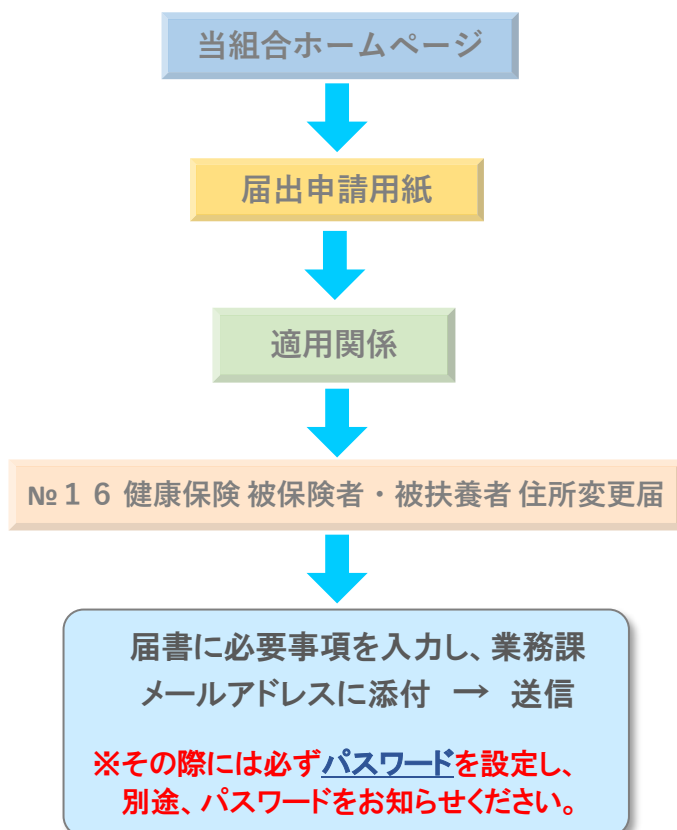 当組合ホームページ
届出申請用紙
適用関係
№１６ 健康保険 被保険者・被扶養者 住所変更届
届書に必要事項を入力し、業務課
メールアドレスに添付 → 送信
※その際には必ずパスワードを設定し、
別途、パスワードをお知らせください。